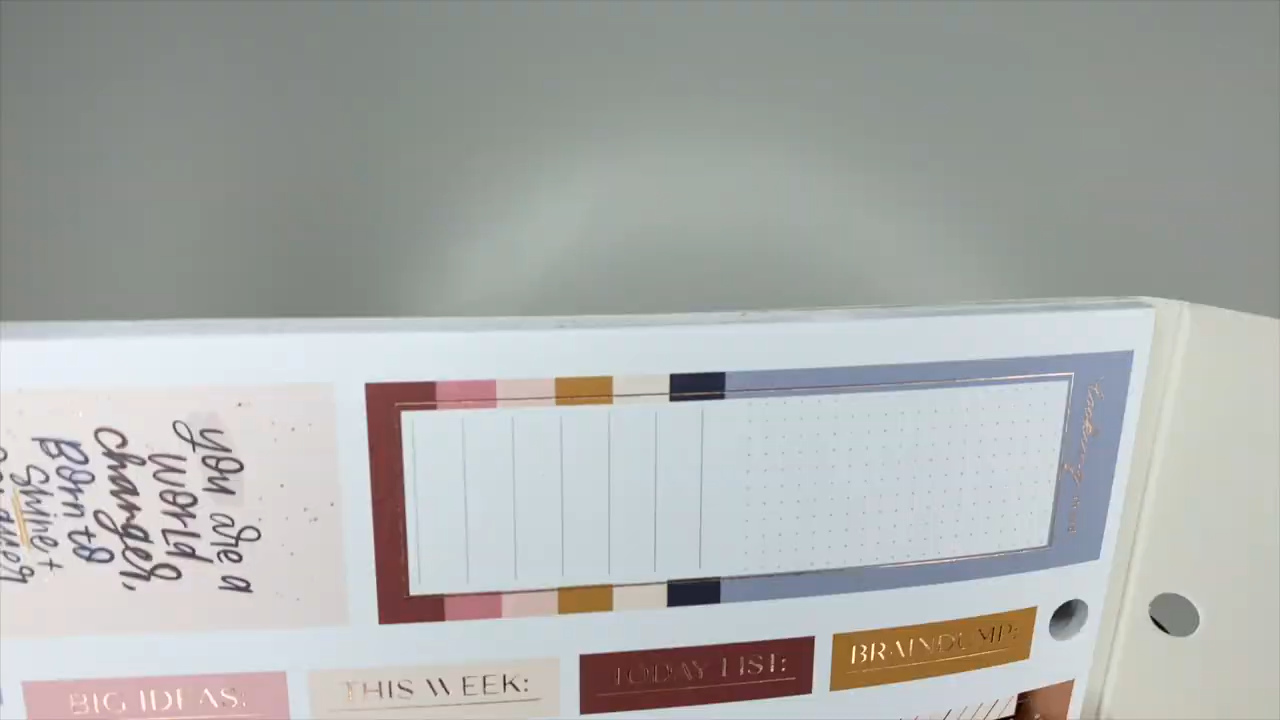 you are a
world
changer,
Born to
Shine +
BIG IDEAS:
THIS WEEK:
TODAY LIST:
BRAINDUMP: